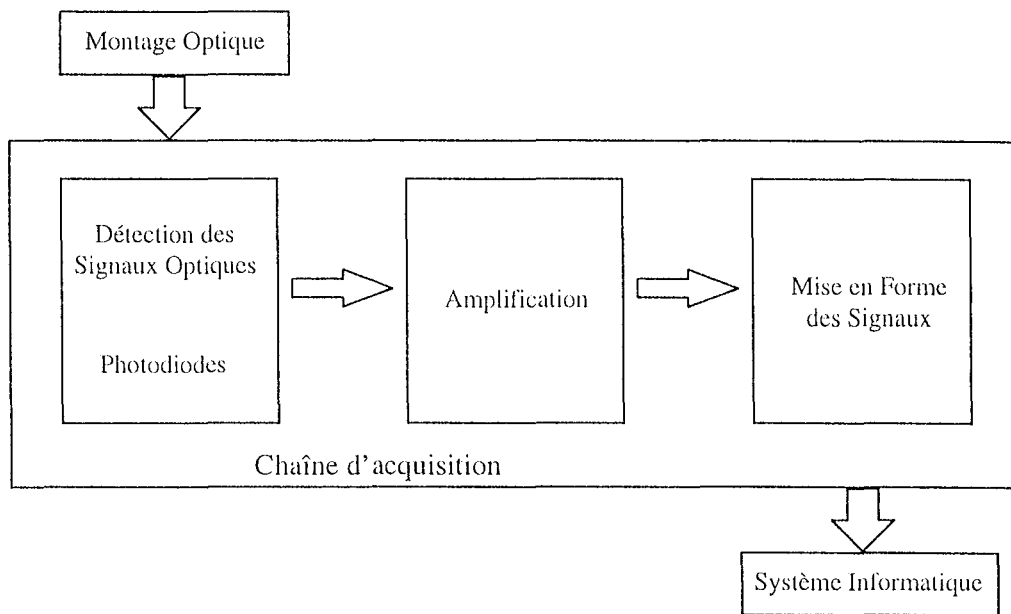 Montage Optique
Détection des
Signaux Optiques
Photodiodes
Amplification
Mise en Forme
des Signaux
Chaîne d'acquisition
Système Informatique